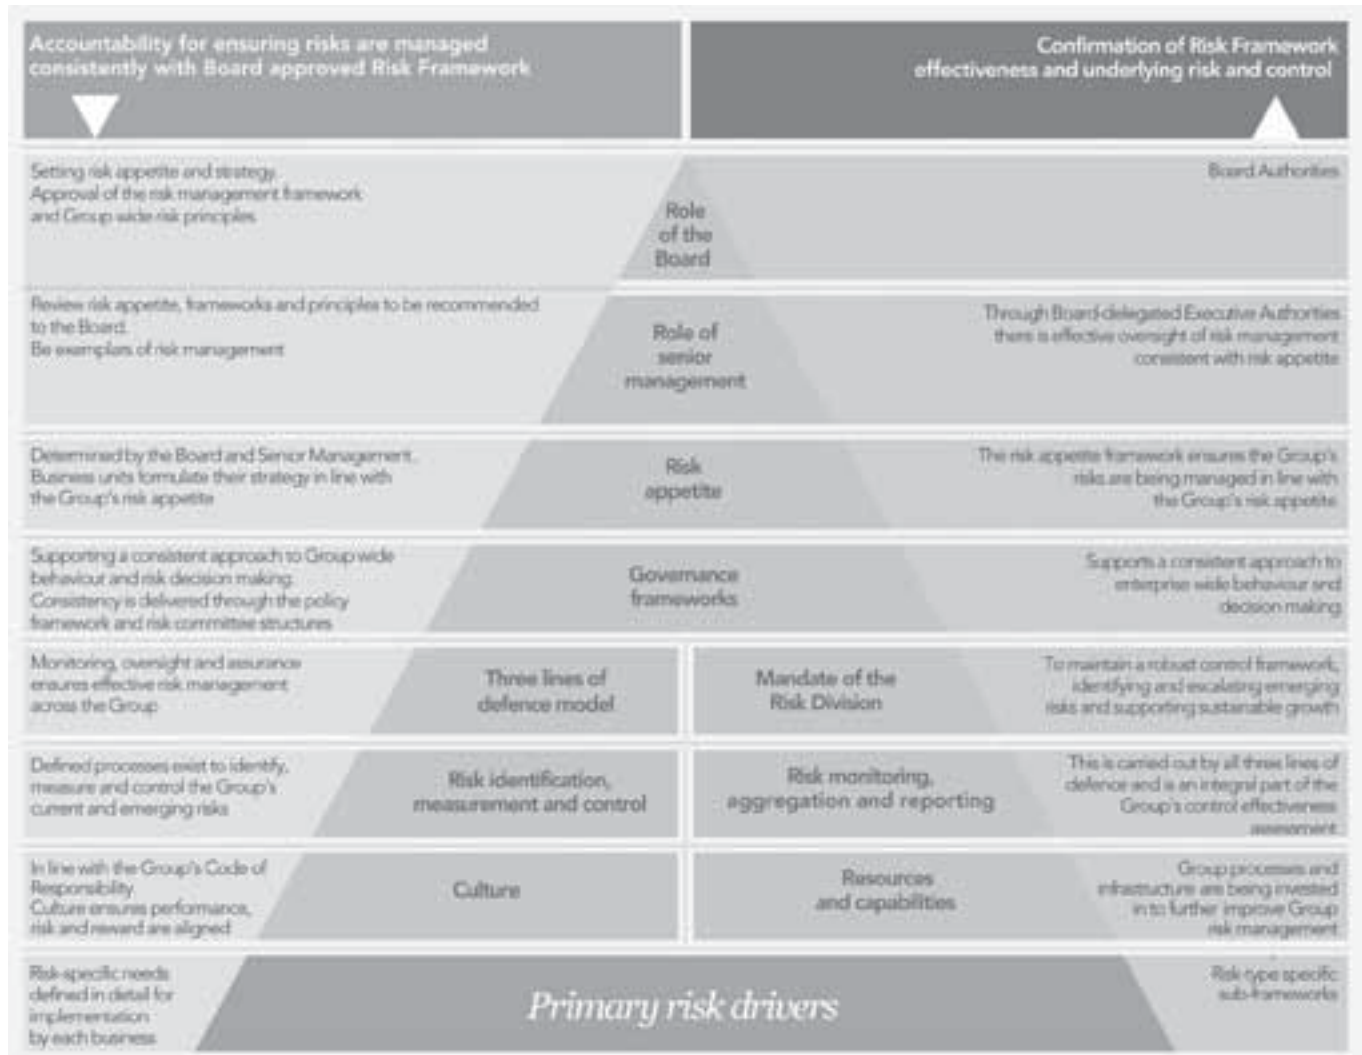 Accountability for ensuring risks are managed
consistently with Board approved Risk Framework
Confirmation of Risk Framework
effectiveness and underlying risk and control
Setting risk appetite and strategy.
Approval of the risk management framework
and Group wide risk principles
Role
of the
Board
Board Authorities
Review risk appetite, frameworks and principles to be recommended
to the Board.
Be exemplars of risk management
Role of
senior
management
Through Board-delegated Executive Authorities
there is effective oversight of risk management
consistent with risk appetite
Determined by the Board and Senior Management.
Business units formulate their strategy in line with
the Group's risk appetite
Risk
appetite
The risk appetite framework ensures the Group's
risks are being managed in line with
the Group's risk appetite
Supporting a consistent approach to Group wide
behaviour and risk decision making.
Consistency is delivered through the policy
framework and risk committee structures
Governance
frameworks
Supports a consistent approach to
enterprise wide behaviour and
decision making
Monitoring, oversight and assurance
ensures effective risk management
across the Group
Three lines of
defence model
Mandate of the
Risk Division
To maintain a robust control framework,
identifying and escalating emerging
risks and supporting sustainable growth
Defined processes exist to identify,
measure and control the Group's
current and emerging risks
Risk identification,
measurement and control
Risk monitoring,
aggregation and reporting
This is carried out by all three lines of
defence and is an integral part of the
Group's control effectiveness
assessment
In line with the Group's Code of
Responsibility
Culture ensures performance,
risk and reward are aligned
Culture
Resources
and capabilities
Group processes and
infrastructure are being invested
in to further improve Group
risk management
Risk-specific needs
defined in detail for
implementation
by each business
Primary risk drivers
Risk-type specific
sub-frameworks